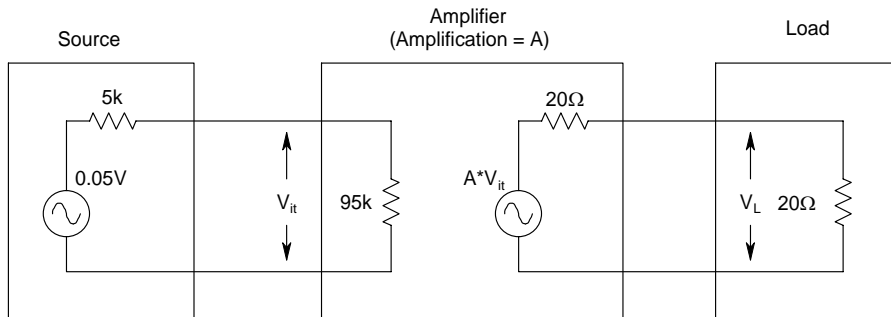 Source
Amplifier
(Amplification = A)
Load
5k
20Ω
0.05V
V_it
95k
A*V_it
V_L
20Ω